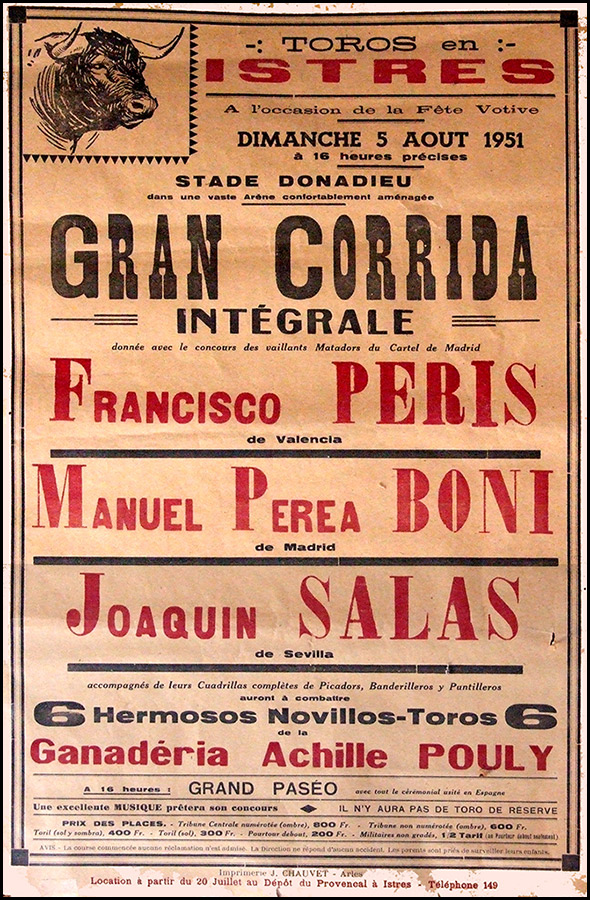 -: TOROS en :-
ISTRES
A l'occasion de la Fête Votive
DIMANCHE 5 AOUT 1951
à 16 heures précises
STADE DONADIEU
dans une vaste Arène confortablement aménagée
GRAN CORRIDA
INTÉGRALE
donnée avec le concours des vaillants Matadors du Cartel de Madrid
FRANCISCO PERIS
de Valencia
MANUEL PEREA BONI
de Madrid
JOAQUIN SALAS
de Sevilla
accompagnés de leurs Cuadrillas complètes de Picadors, Banderilleros y Puntilleros
auront à combattre
6 Hermosos Novillos-Toros 6
de la
Ganadéria Achille POULY
A 16 heures : GRAND PASÉO avec tout le cérémonial usité en Espagne
Une excellente MUSIQUE prêtera son concours ◆ IL N'Y AURA PAS DE TORO DE RÉSERVE
PRIX DES PLACES. - Tribune Centrale numérotée (ombre), 800 Fr. - Tribune non numérotée (ombre), 600 Fr.
Toril (sol y sombra), 400 Fr. - Toril (sol), 300 Fr. - Pourtour debout, 200 Fr. - Militaires non gradés, 1/2 Tarif (au Pourtour debout seulement)
AVIS. - La course commencée aucune réclamation n'est admise. La Direction ne répond d'aucun accident. Les parents sont priés de surveiller leurs enfants.
Imprimerie J. CHAUVET - Arles
Location à partir du 20 Juillet au Dépôt du Provençal à Istres - Téléphone 149